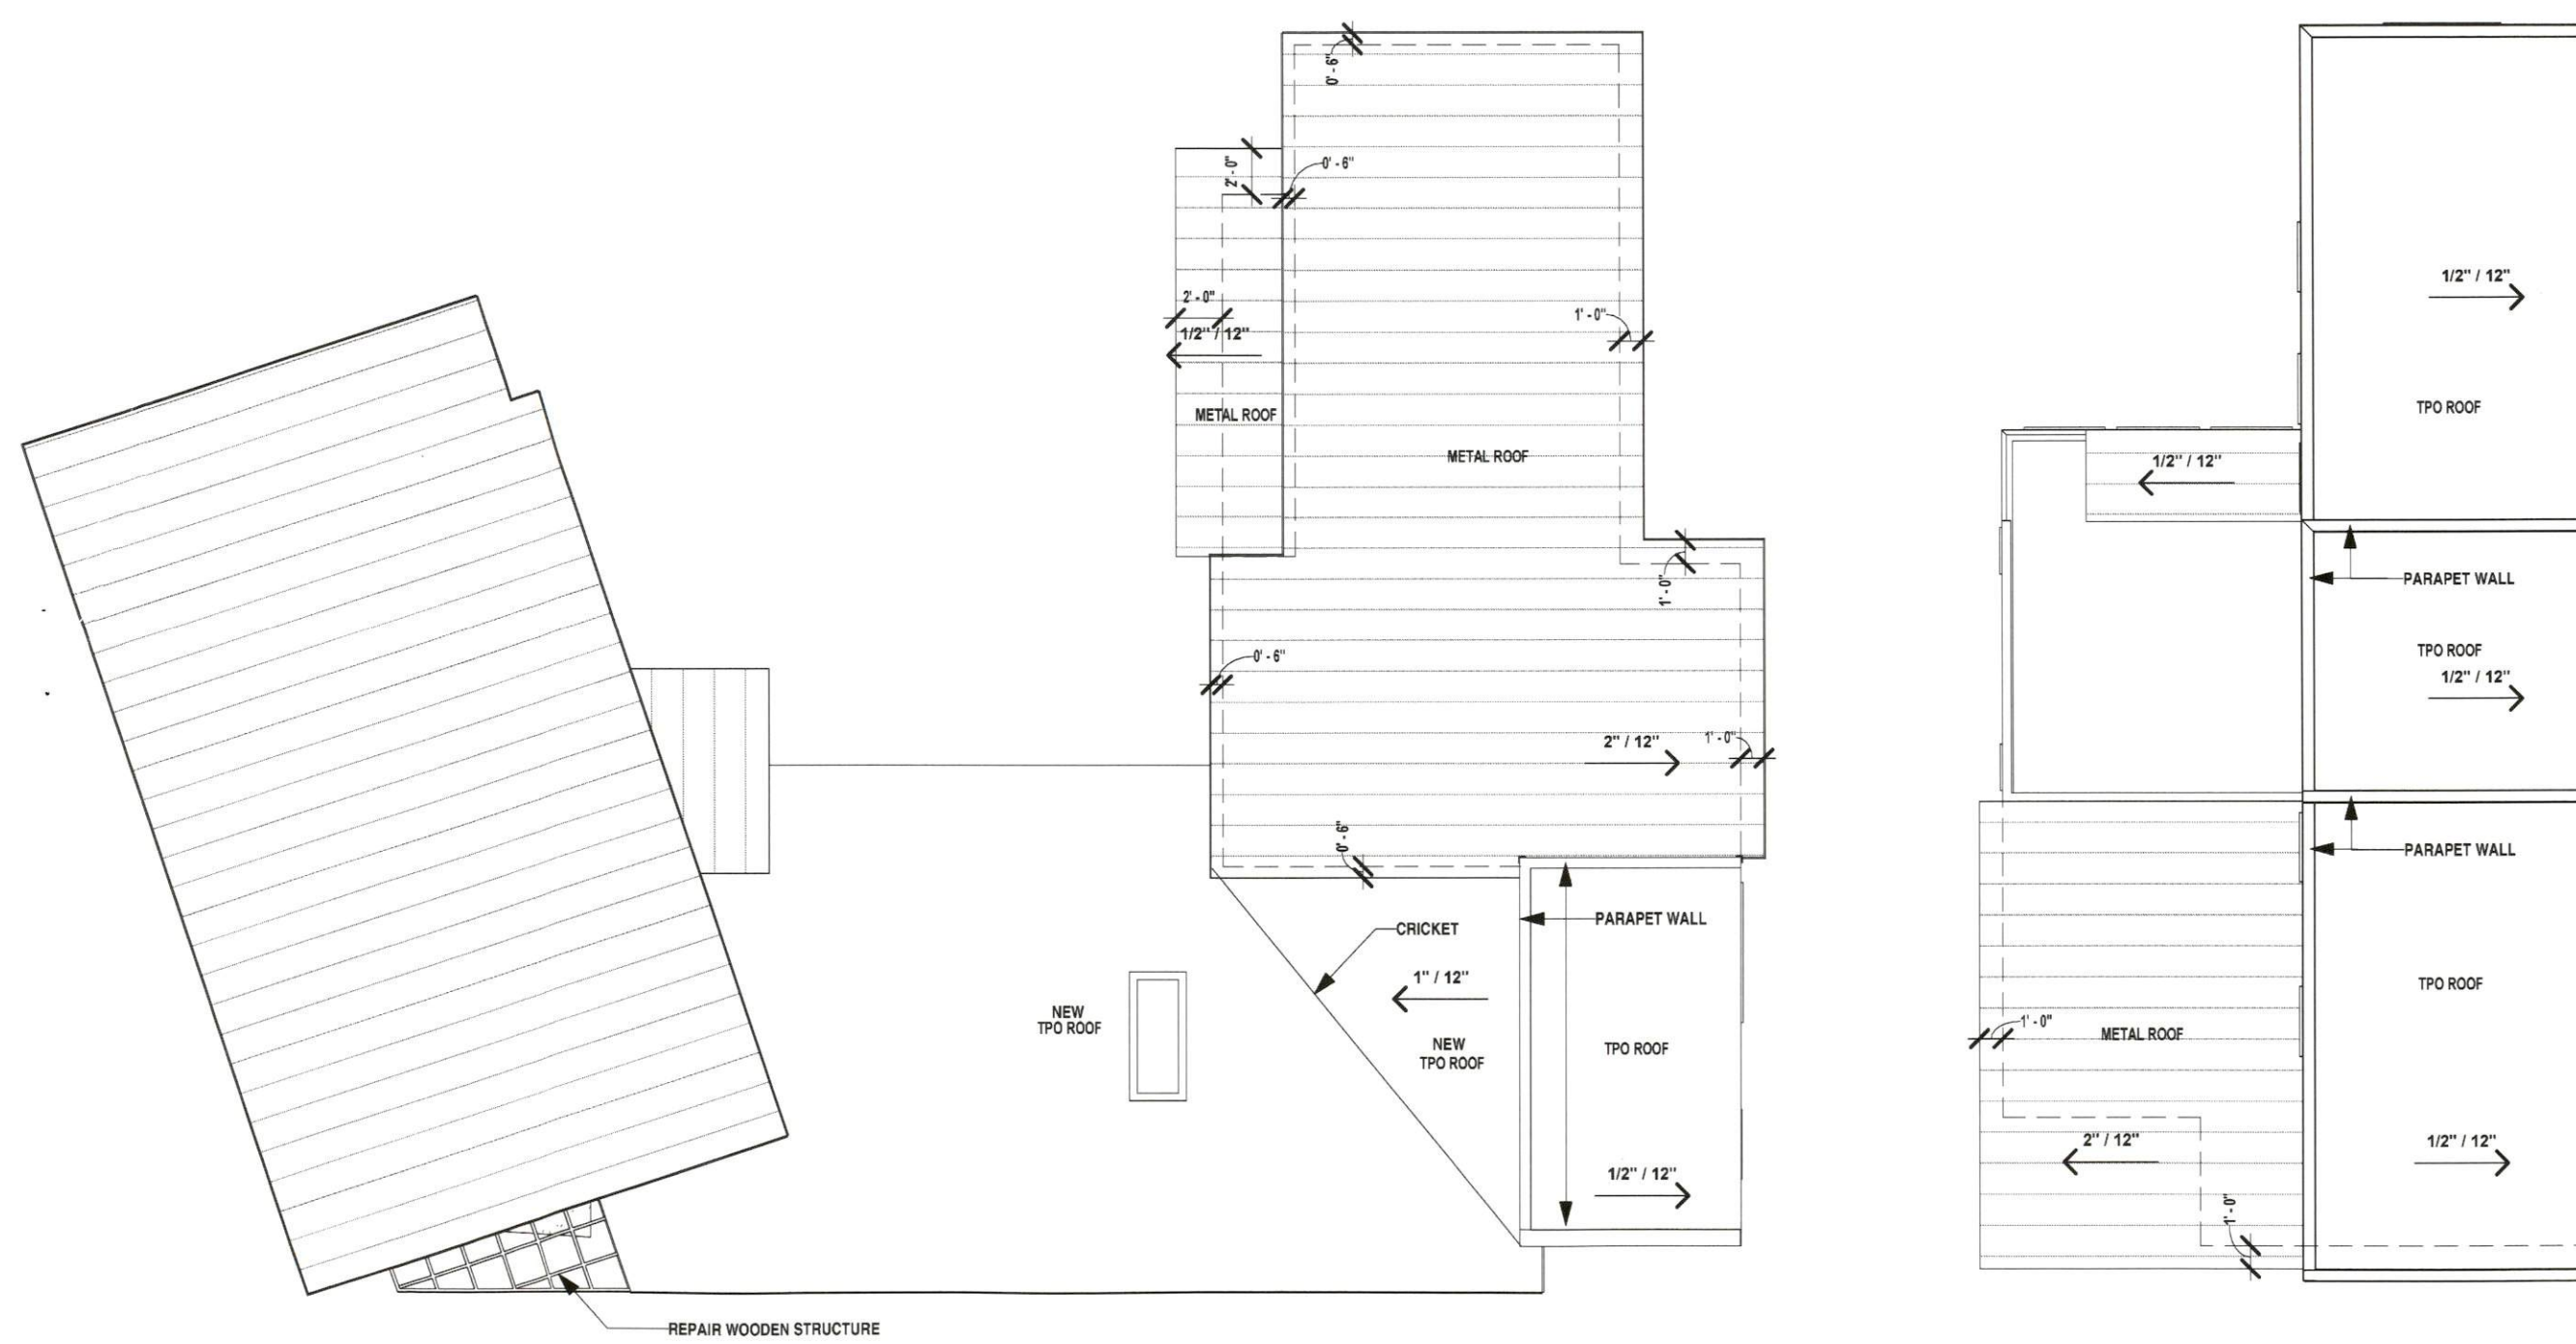 0' - 6"
2' - 0"
0' - 6"
2' - 0"
1/2" / 12"
METAL ROOF
1' - 0"
METAL ROOF
1' - 0"
0' - 6"
2" / 12"
1' - 0"
0' - 6"
CRICKET
PARAPET WALL
1" / 12"
NEW
TPO ROOF
NEW
TPO ROOF
TPO ROOF
1/2" / 12"
REPAIR WOODEN STRUCTURE
1/2" / 12"
TPO ROOF
1/2" / 12"
PARAPET WALL
TPO ROOF
1/2" / 12"
PARAPET WALL
TPO ROOF
1' - 0"
METAL ROOF
2" / 12"
1/2" / 12"
1' - 0"